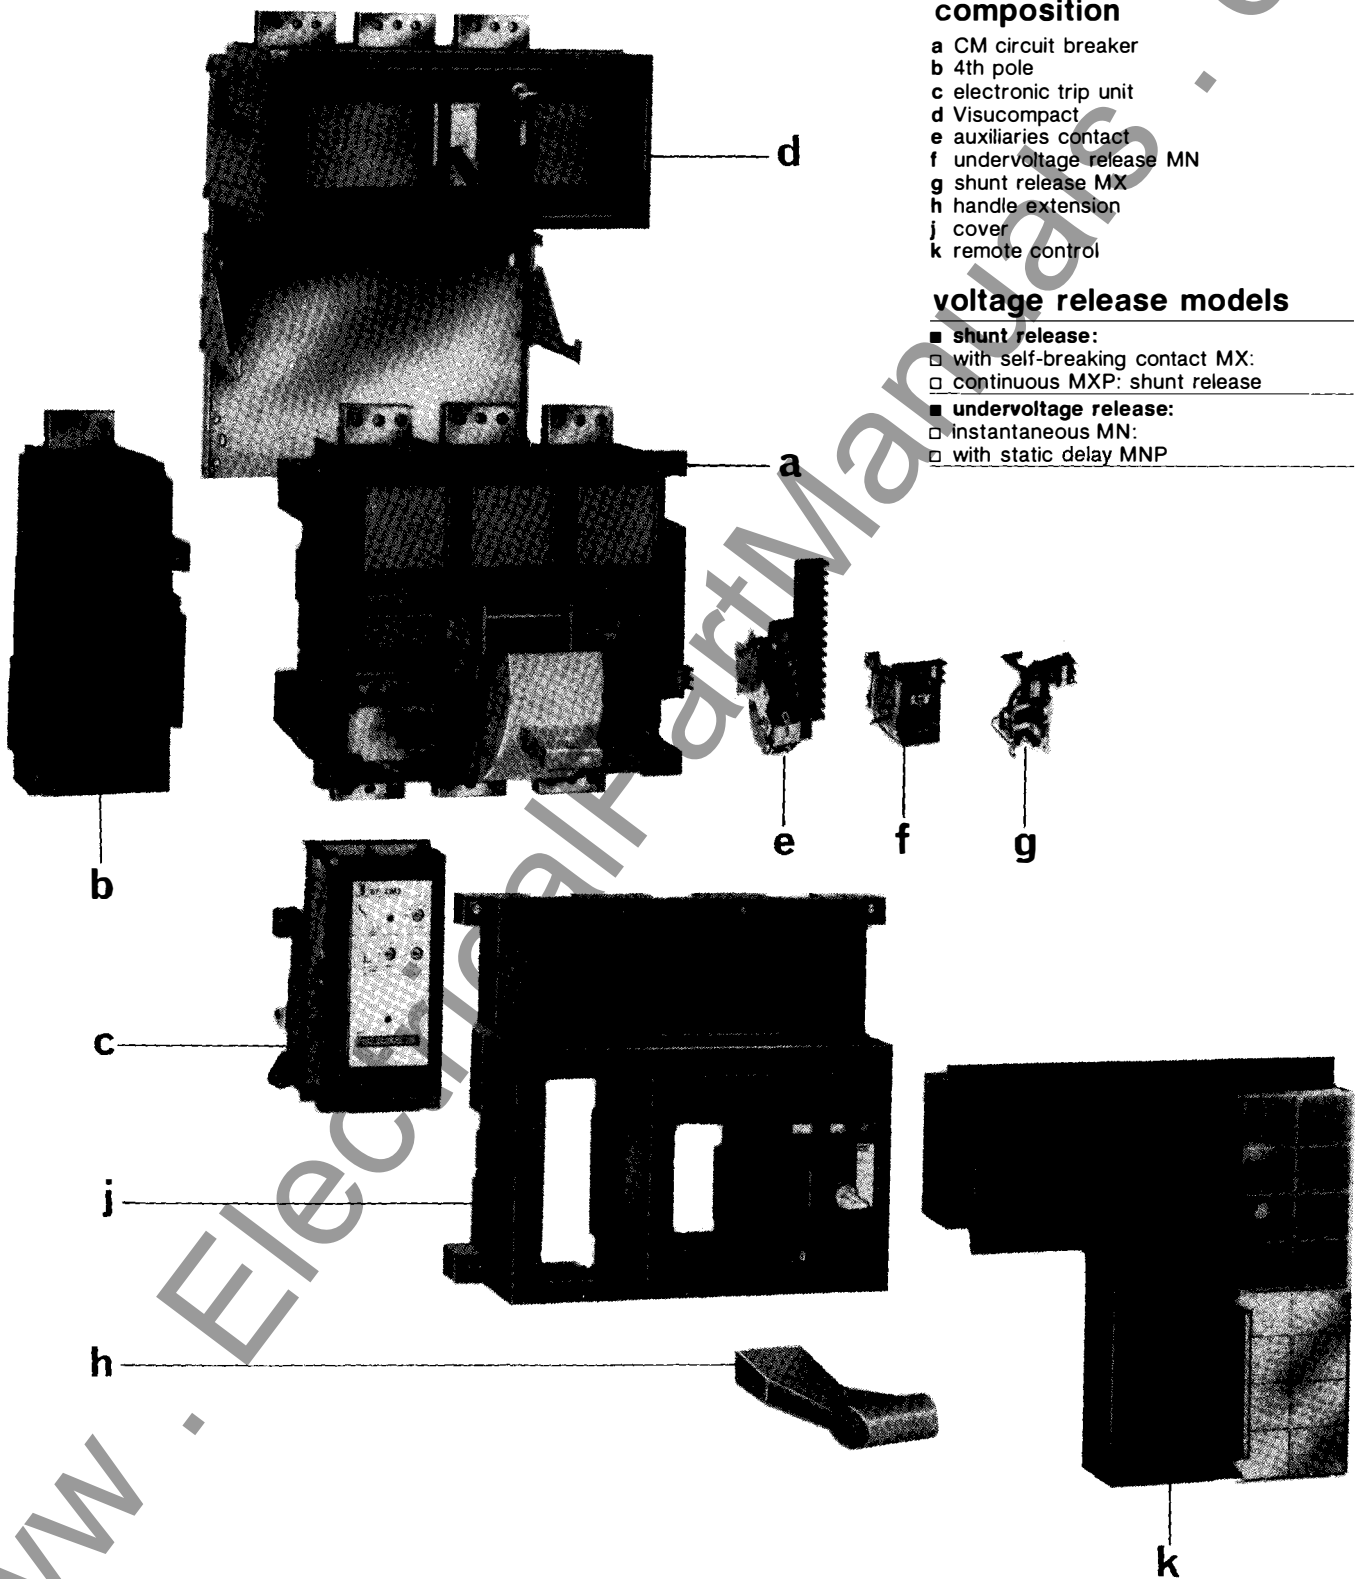 composition
a CM circuit breaker
b 4th pole
c electronic trip unit
d Visucompact
e auxiliaries contact
f undervoltage release MN
g shunt release MX
h handle extension
j cover
k remote control
voltage release models
■ shunt release:
□ with self-breaking contact MX:
□ continuous MXP: shunt release
■ undervoltage release:
□ instantaneous MN:
□ with static delay MNP
d
a
b
e
f
g
c
j
h
k
www . ElectricalPartManuals .